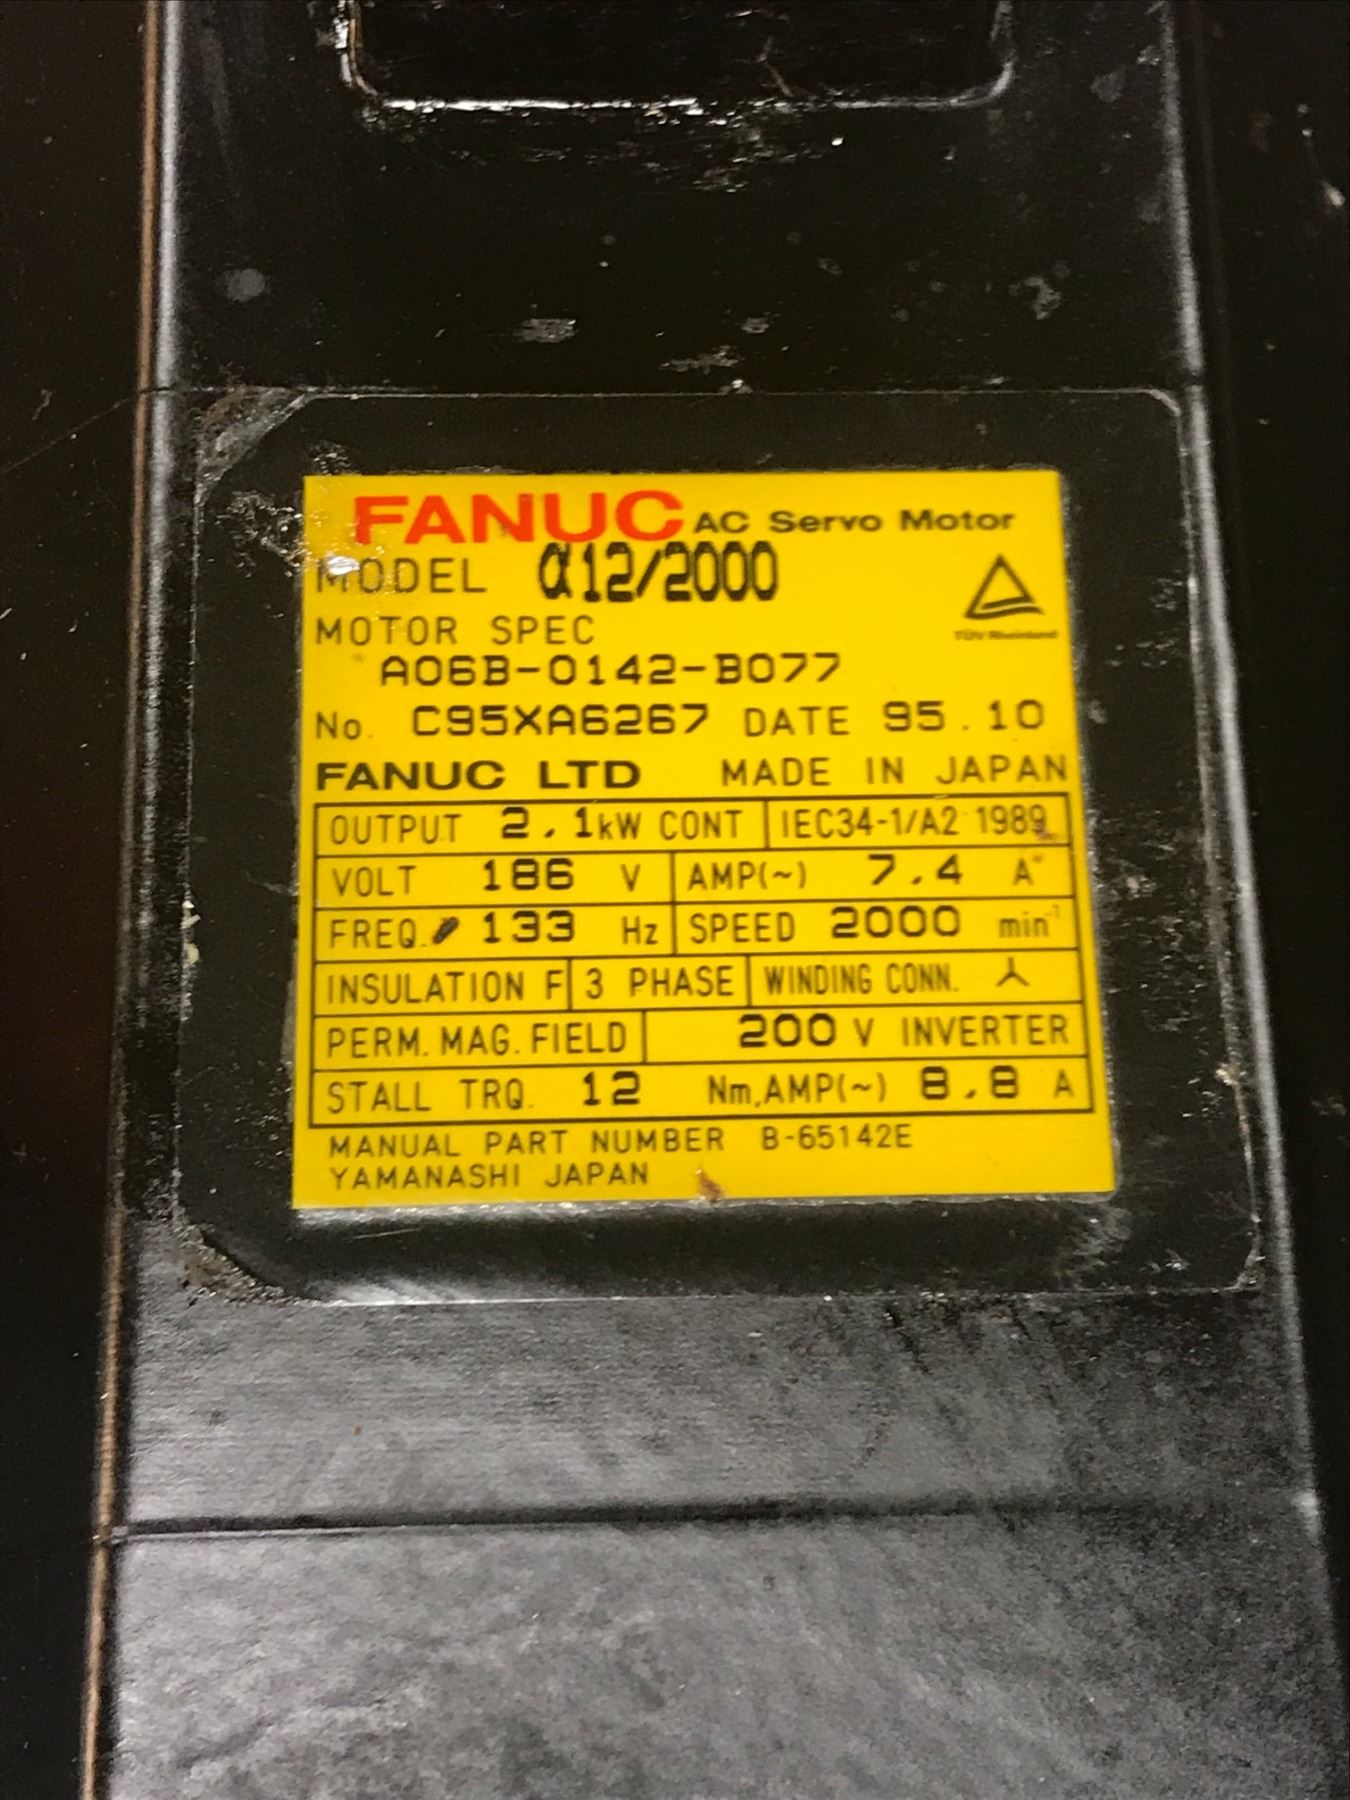 FANUC AC Servo Motor
MODEL α12/2000
TÜV Rheinland
MOTOR SPEC
A06B-0142-B077
No. C95XA6267 DATE 95.10
FANUC LTD MADE IN JAPAN
OUTPUT 2.1kW CONT IEC34-1/A2 1989
VOLT 186 V AMP(~) 7.4 A
FREQ. 133 Hz SPEED 2000 min⁻¹
INSULATION F 3 PHASE WINDING CONN.
PERM. MAG. FIELD 200 V INVERTER
STALL TRQ. 12 Nm, AMP(~) 8.8 A
MANUAL PART NUMBER B-65142E
YAMANASHI JAPAN